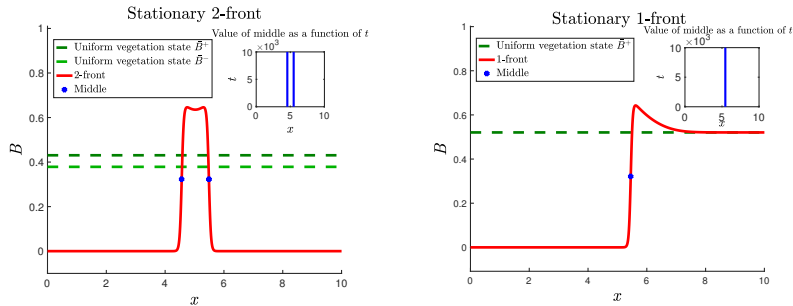 Stationary 2-front
Value of middle as a function of t
Uniform vegetation state B̄⁺
Uniform vegetation state B̄⁻
2-front
Middle
×10³
10
5
0
t
0 5 10
x
1
0.8
0.6
0.4
0.2
0
B
0 2 4 6 8 10
x
Stationary 1-front
Value of middle as a function of t
Uniform vegetation state B̄⁺
1-front
Middle
×10³
10
5
0
t
0 5 10
x
1
0.8
0.6
0.4
0.2
0
B
0 2 4 6 8 10
x